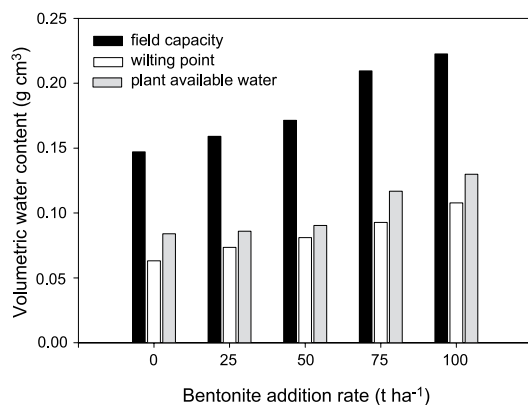 field capacity
wilting point
plant available water
Volumetric water content (g cm³)
0.25
0.20
0.15
0.10
0.05
0.00
0 25 50 75 100
Bentonite addition rate (t ha⁻¹)